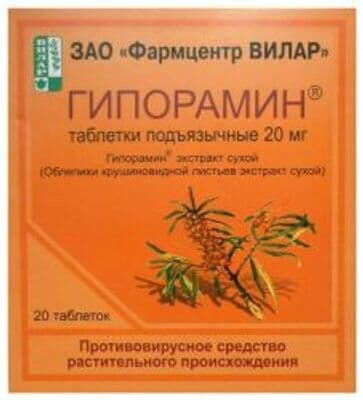 ВИЛАР
ЗАО «Фармцентр ВИЛАР»
ГИПОРАМИН®
таблетки подъязычные 20 мг
Гипорамин® экстракт сухой
(Облепихи крушиновидной листьев экстракт сухой)
20 таблеток
Противовирусное средство
растительного происхождения